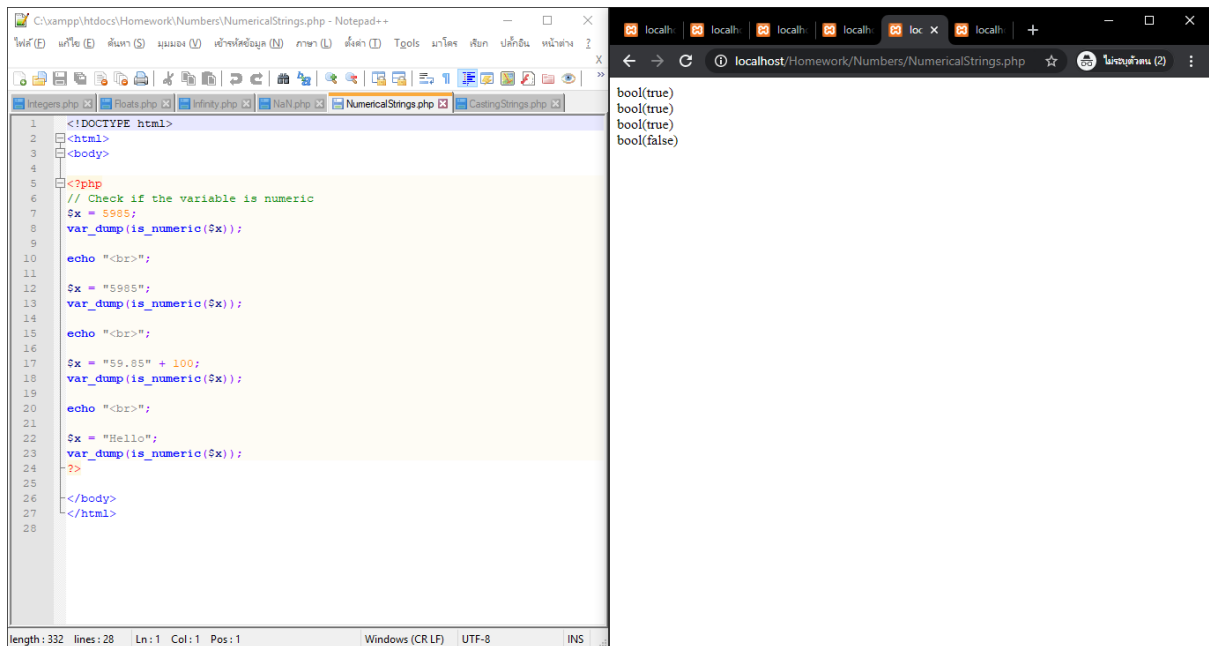 C:\xampp\htdocs\Homework\Numbers\NumericalStrings.php - Notepad++
ไฟล์(F) แก้ไข (E) ค้นหา (S) มุมมอง (V) เข้ารหัสข้อมูล (N) ภาษา (L) ตั้งค่า (T) Tools มาโคร เรียก ปลั๊กอิน หน้าต่าง ?
X
Integers.php Floats.php Infinity.php NaN.php NumericalStrings.php CastingStrings.php
1 <!DOCTYPE html>
2 <html>
3 <body>
4
5 <?php
6 // Check if the variable is numeric
7 $x = 5985;
8 var_dump(is_numeric($x));
9
10 echo "<br>";
11
12 $x = "5985";
13 var_dump(is_numeric($x));
14
15 echo "<br>";
16
17 $x = "59.85" + 100;
18 var_dump(is_numeric($x));
19
20 echo "<br>";
21
22 $x = "Hello";
23 var_dump(is_numeric($x));
24 ?>
25
26 </body>
27 </html>
28
length : 332 lines : 28 Ln : 1 Col : 1 Pos : 1 Windows (CR LF) UTF-8 INS
localh localh localh localh loc localh
localhost/Homework/Numbers/NumericalStrings.php ไม่ระบุตัวตน (2)
bool(true)
bool(true)
bool(true)
bool(false)